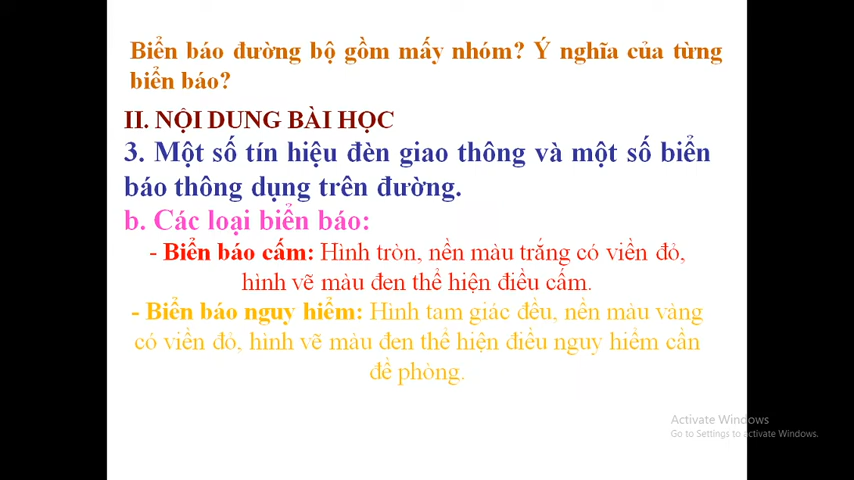 Biển báo đường bộ gồm mấy nhóm? Ý nghĩa của từng
biển báo?
II. NỘI DUNG BÀI HỌC
3. Một số tín hiệu đèn giao thông và một số biển
báo thông dụng trên đường.
b. Các loại biển báo:
- Biển báo cấm: Hình tròn, nền màu trắng có viền đỏ,
hình vẽ màu đen thể hiện điều cấm.
- Biển báo nguy hiểm: Hình tam giác đều, nền màu vàng
có viền đỏ, hình vẽ màu đen thể hiện điều nguy hiểm cần
đề phòng.
Activate Windows
Go to Settings to activate Windows.